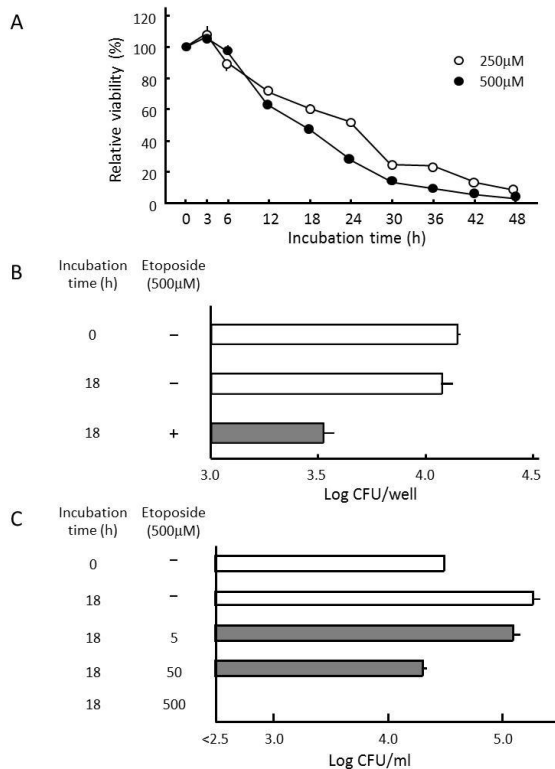 A
Relative viability (%)
120
100
80
60
40
20
0
250μM
500μM
0 3 6 12 18 24 30 36 42 48
Incubation time (h)
B
Incubation Etoposide
time (h) (500μM)
0 −
18 −
18 +
3.0 3.5 4.0 4.5
Log CFU/well
C
Incubation Etoposide
time (h) (500μM)
0 −
18 −
18 5
18 50
18 500
<2.5 3.0 4.0 5.0
Log CFU/ml